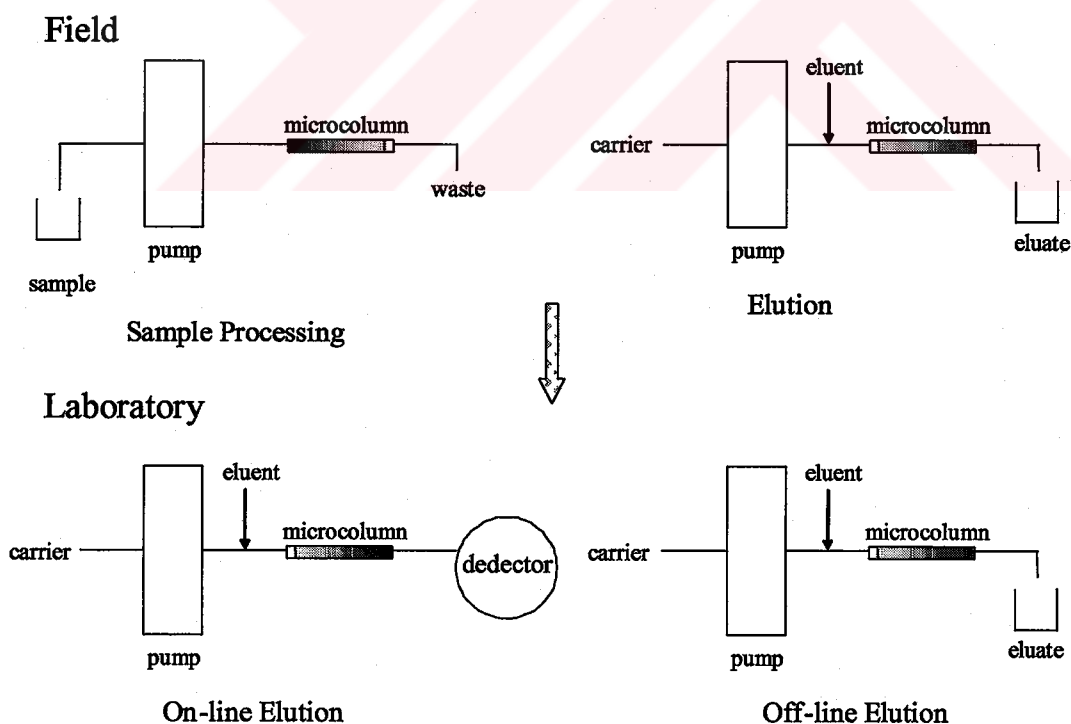 Field
eluent
microcolumn
microcolumn
carrier
waste
pump
pump
eluate
sample
Elution
Sample Processing
Laboratory
eluent
eluent
microcolumn
microcolumn
carrier
dedector
carrier
pump
pump
eluate
On-line Elution
Off-line Elution